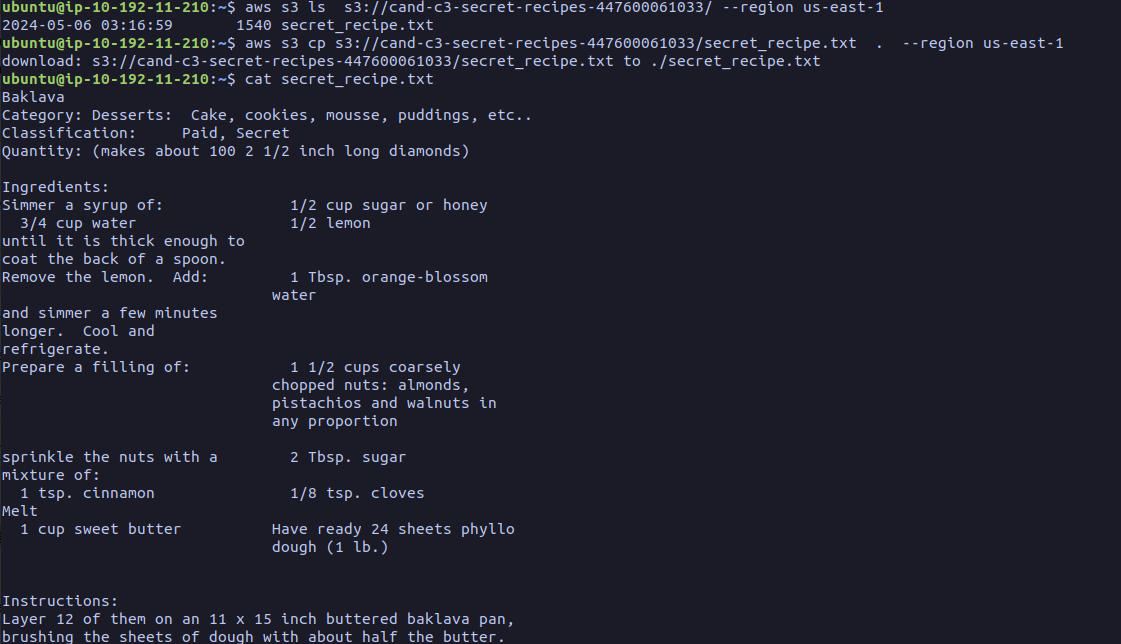 ubuntu@ip-10-192-11-210:~$ aws s3 ls  s3://cand-c3-secret-recipes-447600061033/ --region us-east-1
2024-05-06 03:16:59       1540 secret_recipe.txt
ubuntu@ip-10-192-11-210:~$ aws s3 cp s3://cand-c3-secret-recipes-447600061033/secret_recipe.txt  .  --region us-east-1
download: s3://cand-c3-secret-recipes-447600061033/secret_recipe.txt to ./secret_recipe.txt
ubuntu@ip-10-192-11-210:~$ cat secret_recipe.txt
Baklava
Category: Desserts:  Cake, cookies, mousse, puddings, etc..
Classification:     Paid, Secret
Quantity: (makes about 100 2 1/2 inch long diamonds)

Ingredients:
Simmer a syrup of:              1/2 cup sugar or honey
  3/4 cup water                 1/2 lemon
until it is thick enough to
coat the back of a spoon.
Remove the lemon.  Add:         1 Tbsp. orange-blossom
                              water
and simmer a few minutes
longer.  Cool and
refrigerate.
Prepare a filling of:           1 1/2 cups coarsely
                              chopped nuts: almonds,
                              pistachios and walnuts in
                              any proportion

sprinkle the nuts with a        2 Tbsp. sugar
mixture of:
  1 tsp. cinnamon               1/8 tsp. cloves
Melt
  1 cup sweet butter          Have ready 24 sheets phyllo
                              dough (1 lb.)


Instructions:
Layer 12 of them on an 11 x 15 inch buttered baklava pan,
brushing the sheets of dough with about half the butter.